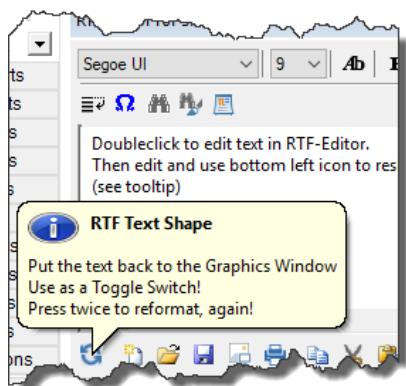 Segoe UI
9
Ab
Doubleclick to edit text in RTF-Editor.
Then edit and use bottom left icon to res
(see tooltip)
RTF Text Shape
Put the text back to the Graphics Window
Use as a Toggle Switch!
Press twice to reformat, again!